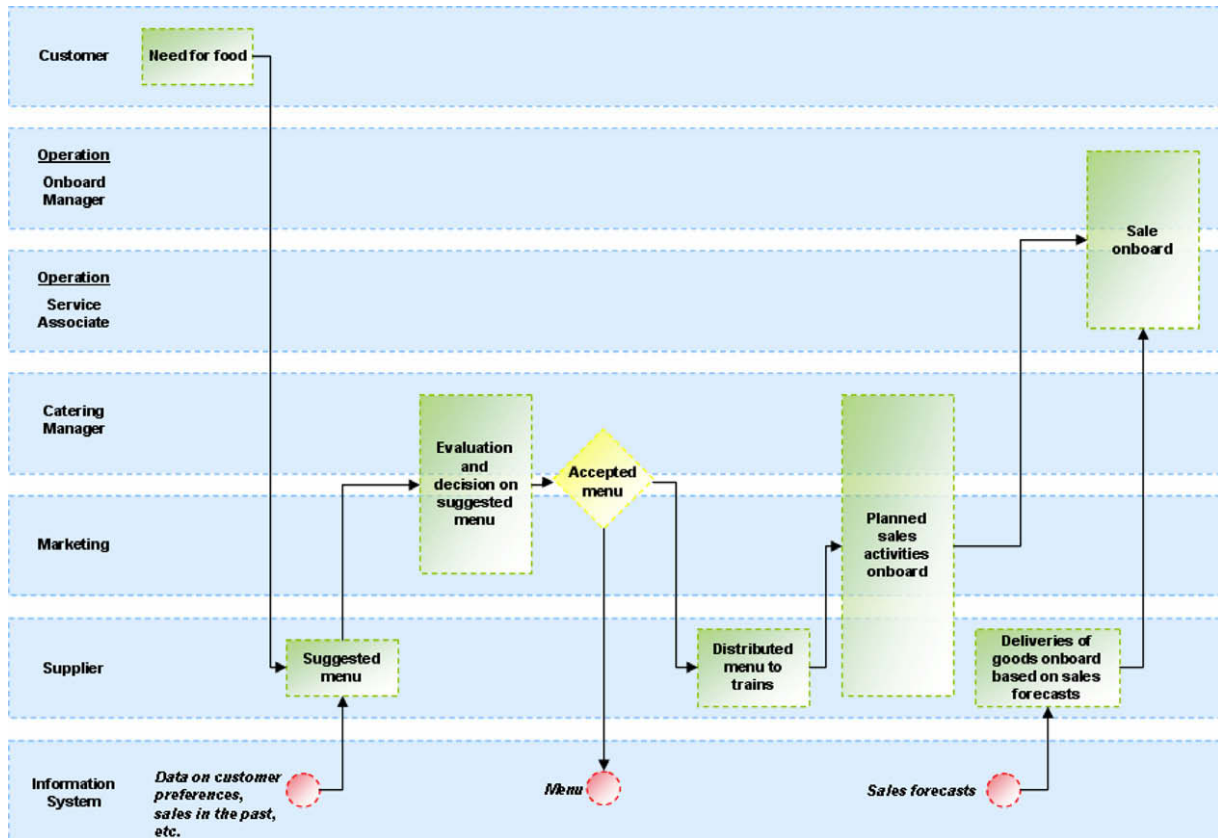 Customer
Need for food
Operation
Onboard
Manager
Operation
Service
Associate
Sale
onboard
Catering
Manager
Evaluation
and
decision on
suggested
menu
Accepted
menu
Marketing
Planned
sales
activities
onboard
Supplier
Suggested
menu
Distributed
menu to
trains
Deliveries of
goods onboard
based on sales
forecasts
Information
System
Data on customer
preferences,
sales in the past,
etc.
Menu
Sales forecasts